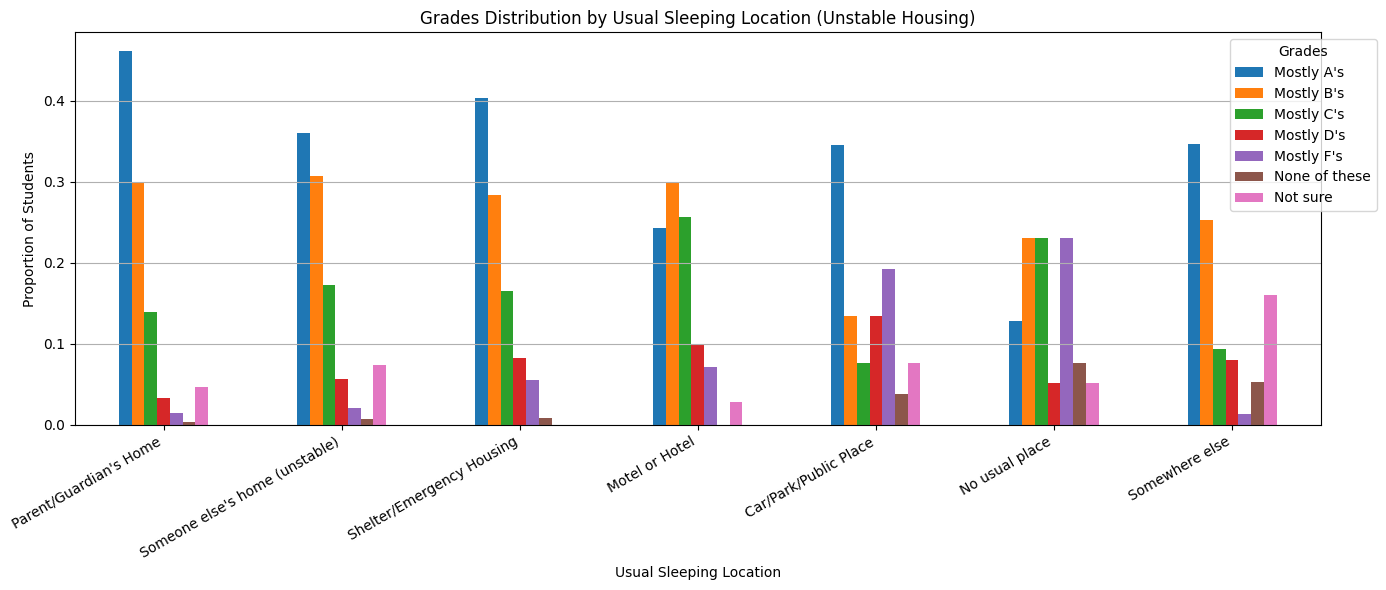 Grades Distribution by Usual Sleeping Location (Unstable Housing)
Grades
Mostly A's
Mostly B's
Mostly C's
Mostly D's
Mostly F's
None of these
Not sure
Proportion of Students
0.4
0.3
0.2
0.1
0.0
Parent/Guardian's Home
Someone else's home (unstable)
Shelter/Emergency Housing
Motel or Hotel
Car/Park/Public Place
No usual place
Somewhere else
Usual Sleeping Location